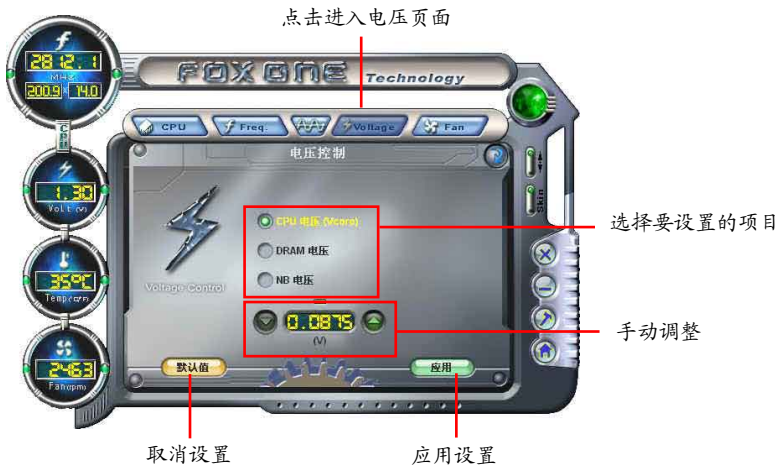 点击进入电压页面
2812.1
MHz
200.9 x 14.0
CPU
FOX ONE Technology
CPU
Freq.
Voltage
Fan
电压控制
1.30
Volt (V)
Skin
CPU 电压 (Vcore)
选择要设置的项目
DRAM 电压
35°C
Temp(℃/℉)
Voltage Control
NB 电压
0.0875
手动调整
(V)
2463
Fan(rpm)
默认值
应用
取消设置
应用设置